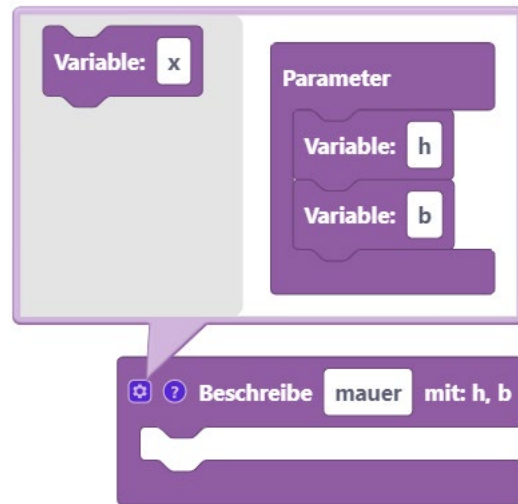 Variable: x
Parameter
Variable: h
Variable: b
? Beschreibe mauer mit: h, b